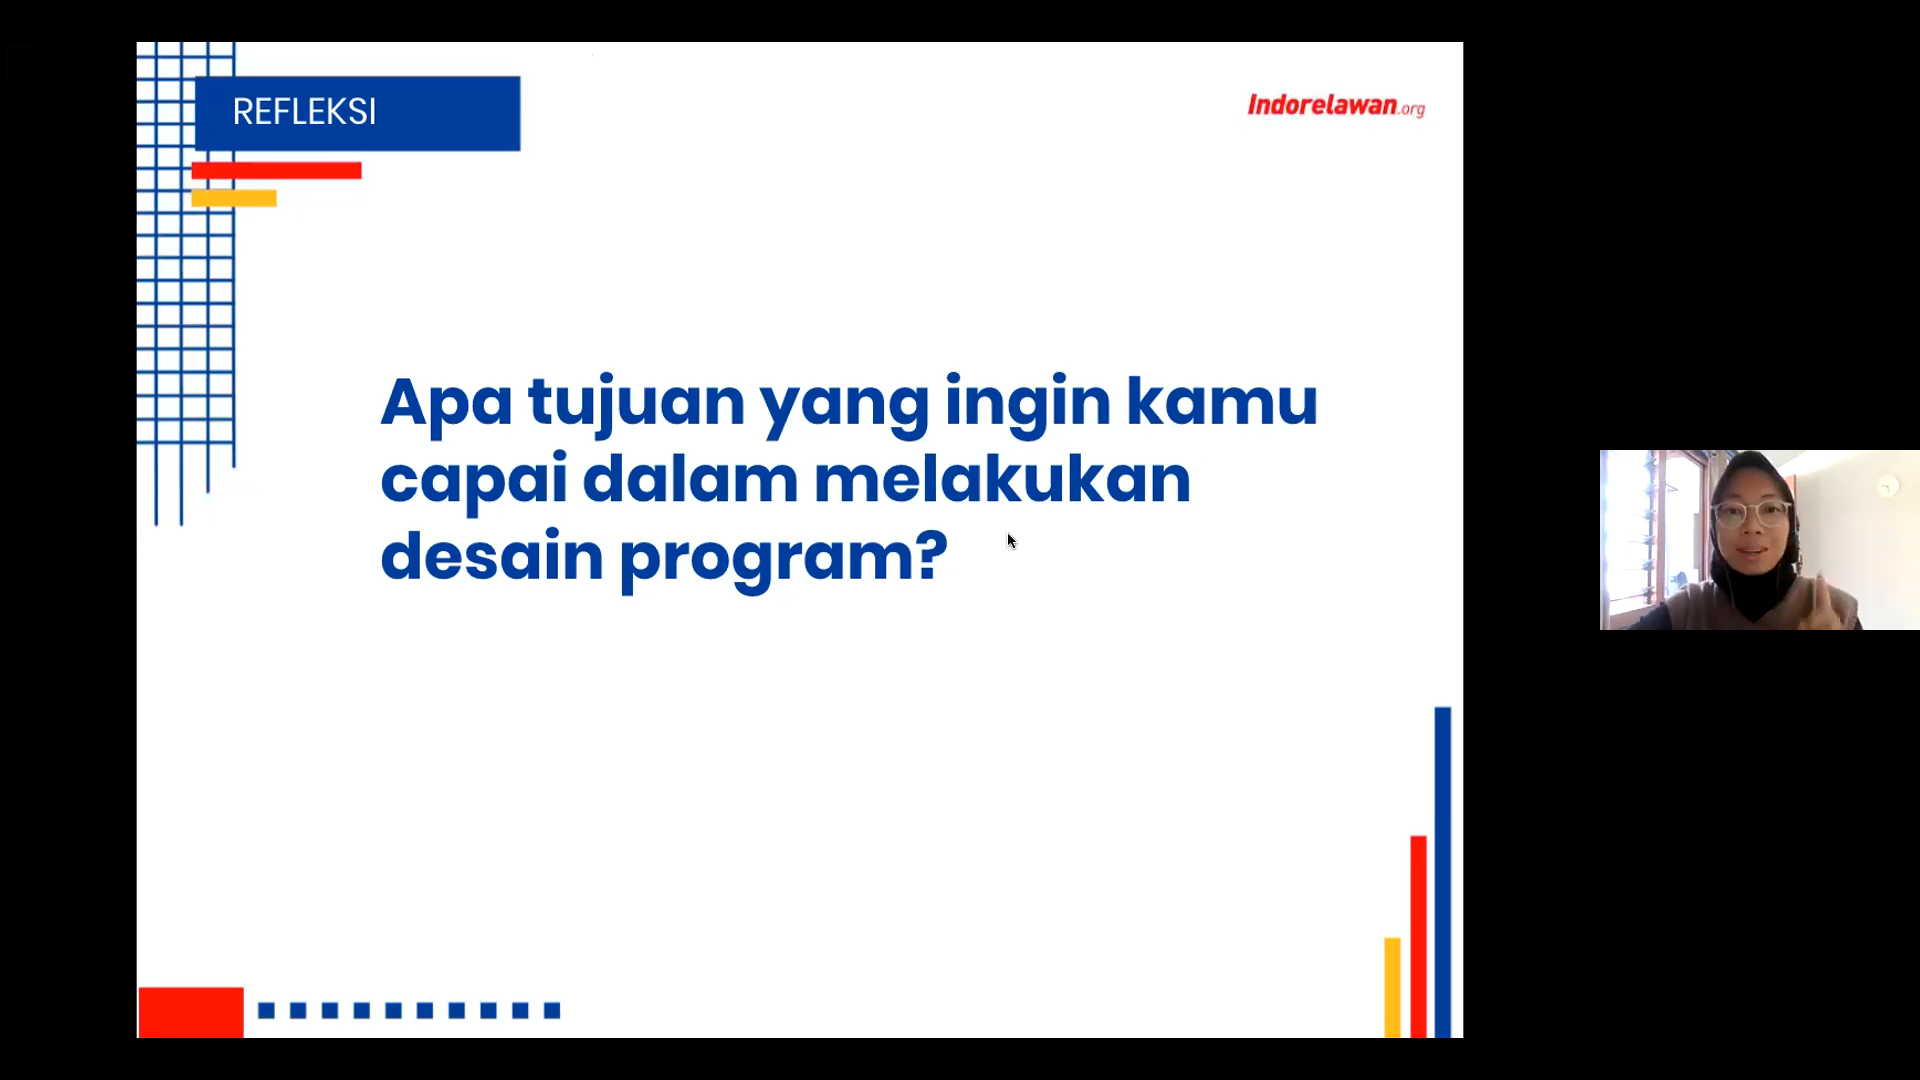 REFLEKSI
Indorelawan.org
Apa tujuan yang ingin kamu
capai dalam melakukan
desain program?